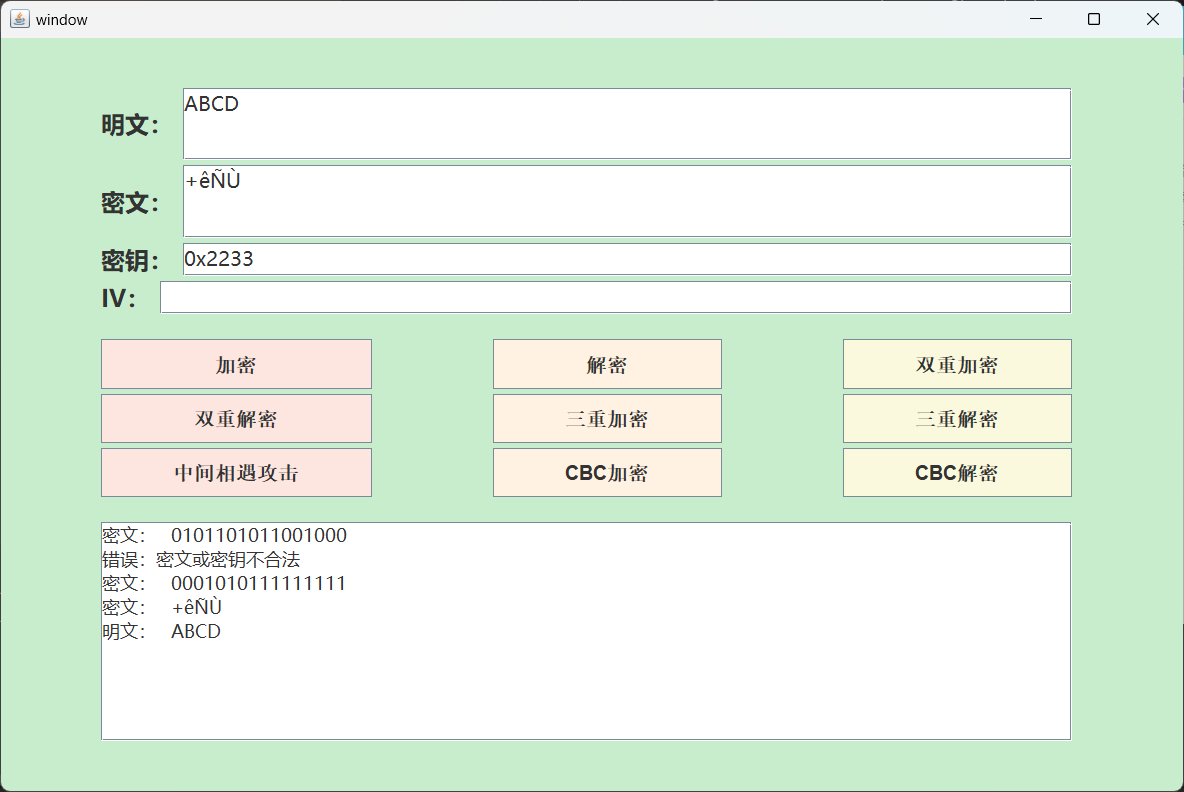 window
明文： ABCD
密文： +êÑÙ
密钥： 0x2233
IV：
加密 解密 双重加密
双重解密 三重加密 三重解密
中间相遇攻击 CBC加密 CBC解密
密文： 0101101011001000
错误：密文或密钥不合法
密文： 0001010111111111
密文： +êÑÙ
明文： ABCD